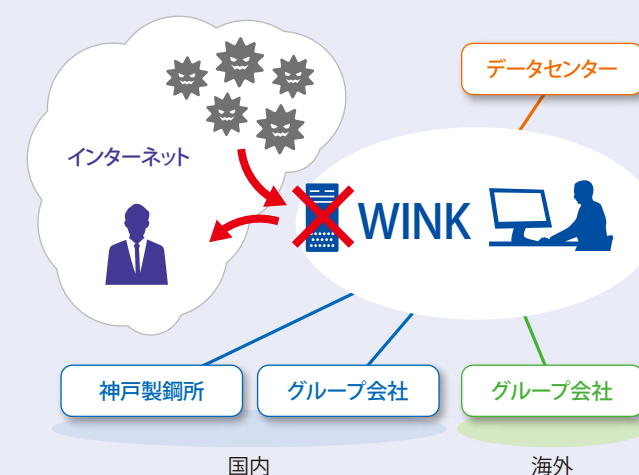 データセンター
インターネット
WINK
神戸製鋼所
グループ会社
グループ会社
国内
海外